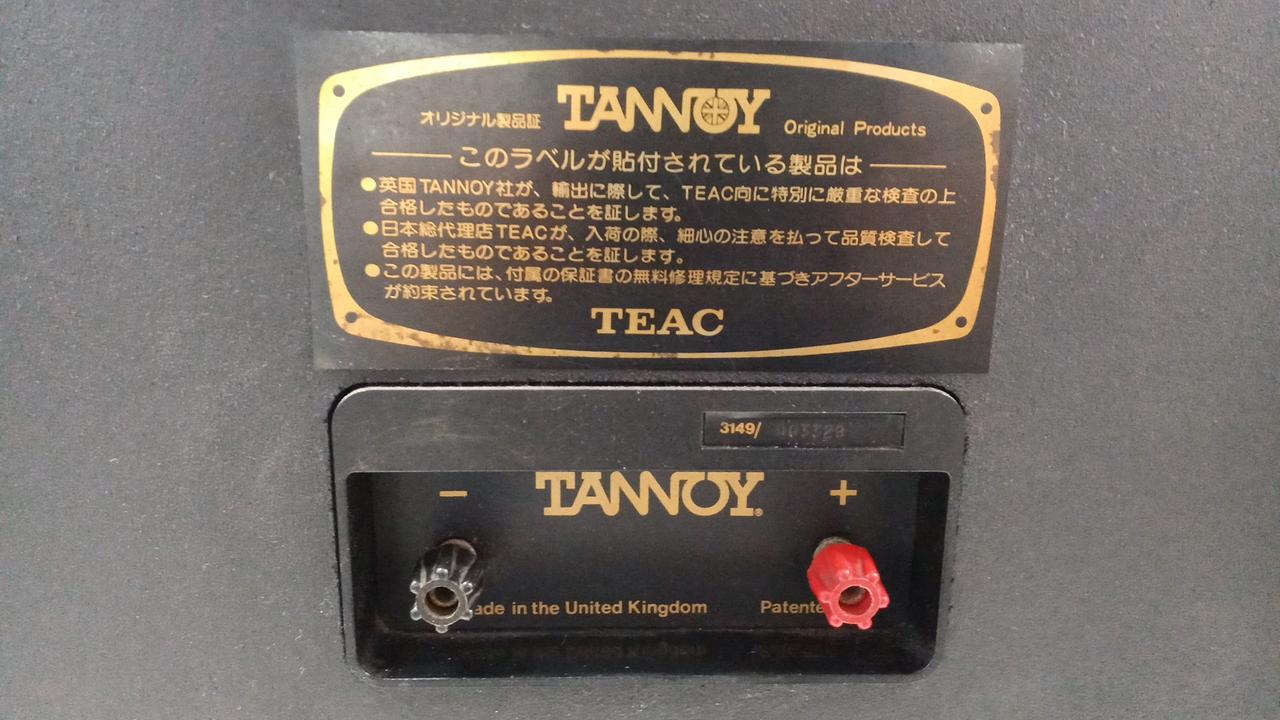 オリジナル製品証 TANNOY Original Products
このラベルが貼付されている製品は
●英国TANNOY社が、輸出に際して、TEAC向に特別に厳重な検査の上
合格したものであることを証します。
●日本総代理店TEACが、入荷の際、細心の注意を払って品質検査して
合格したものであることを証します。
●この製品には、付属の保証書の無料修理規定に基づきアフターサービス
が約束されています。
TEAC
3149/
− TANNOY® +
in the United Kingdom